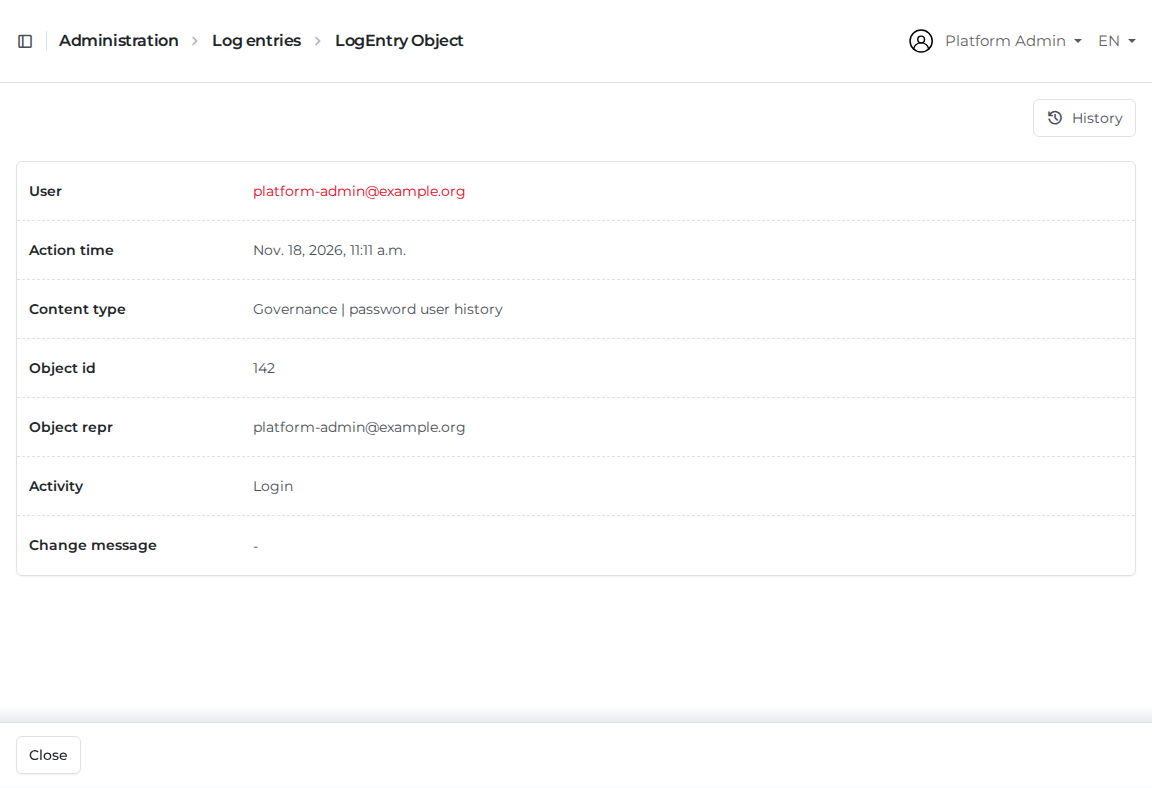 Administration > Log entries > LogEntry Object
Platform Admin EN
History
User platform-admin@example.org
Action time Nov. 18, 2026, 11:11 a.m.
Content type Governance | password user history
Object id 142
Object repr platform-admin@example.org
Activity Login
Change message -
Close